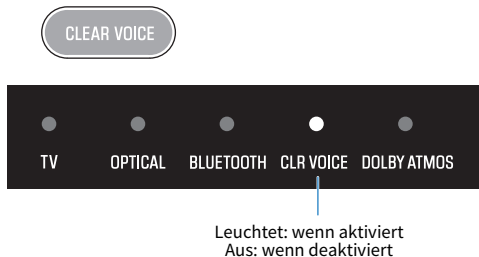 CLEAR VOICE
TV OPTICAL BLUETOOTH CLR VOICE DOLBY ATMOS
Leuchtet: wenn aktiviert
Aus: wenn deaktiviert